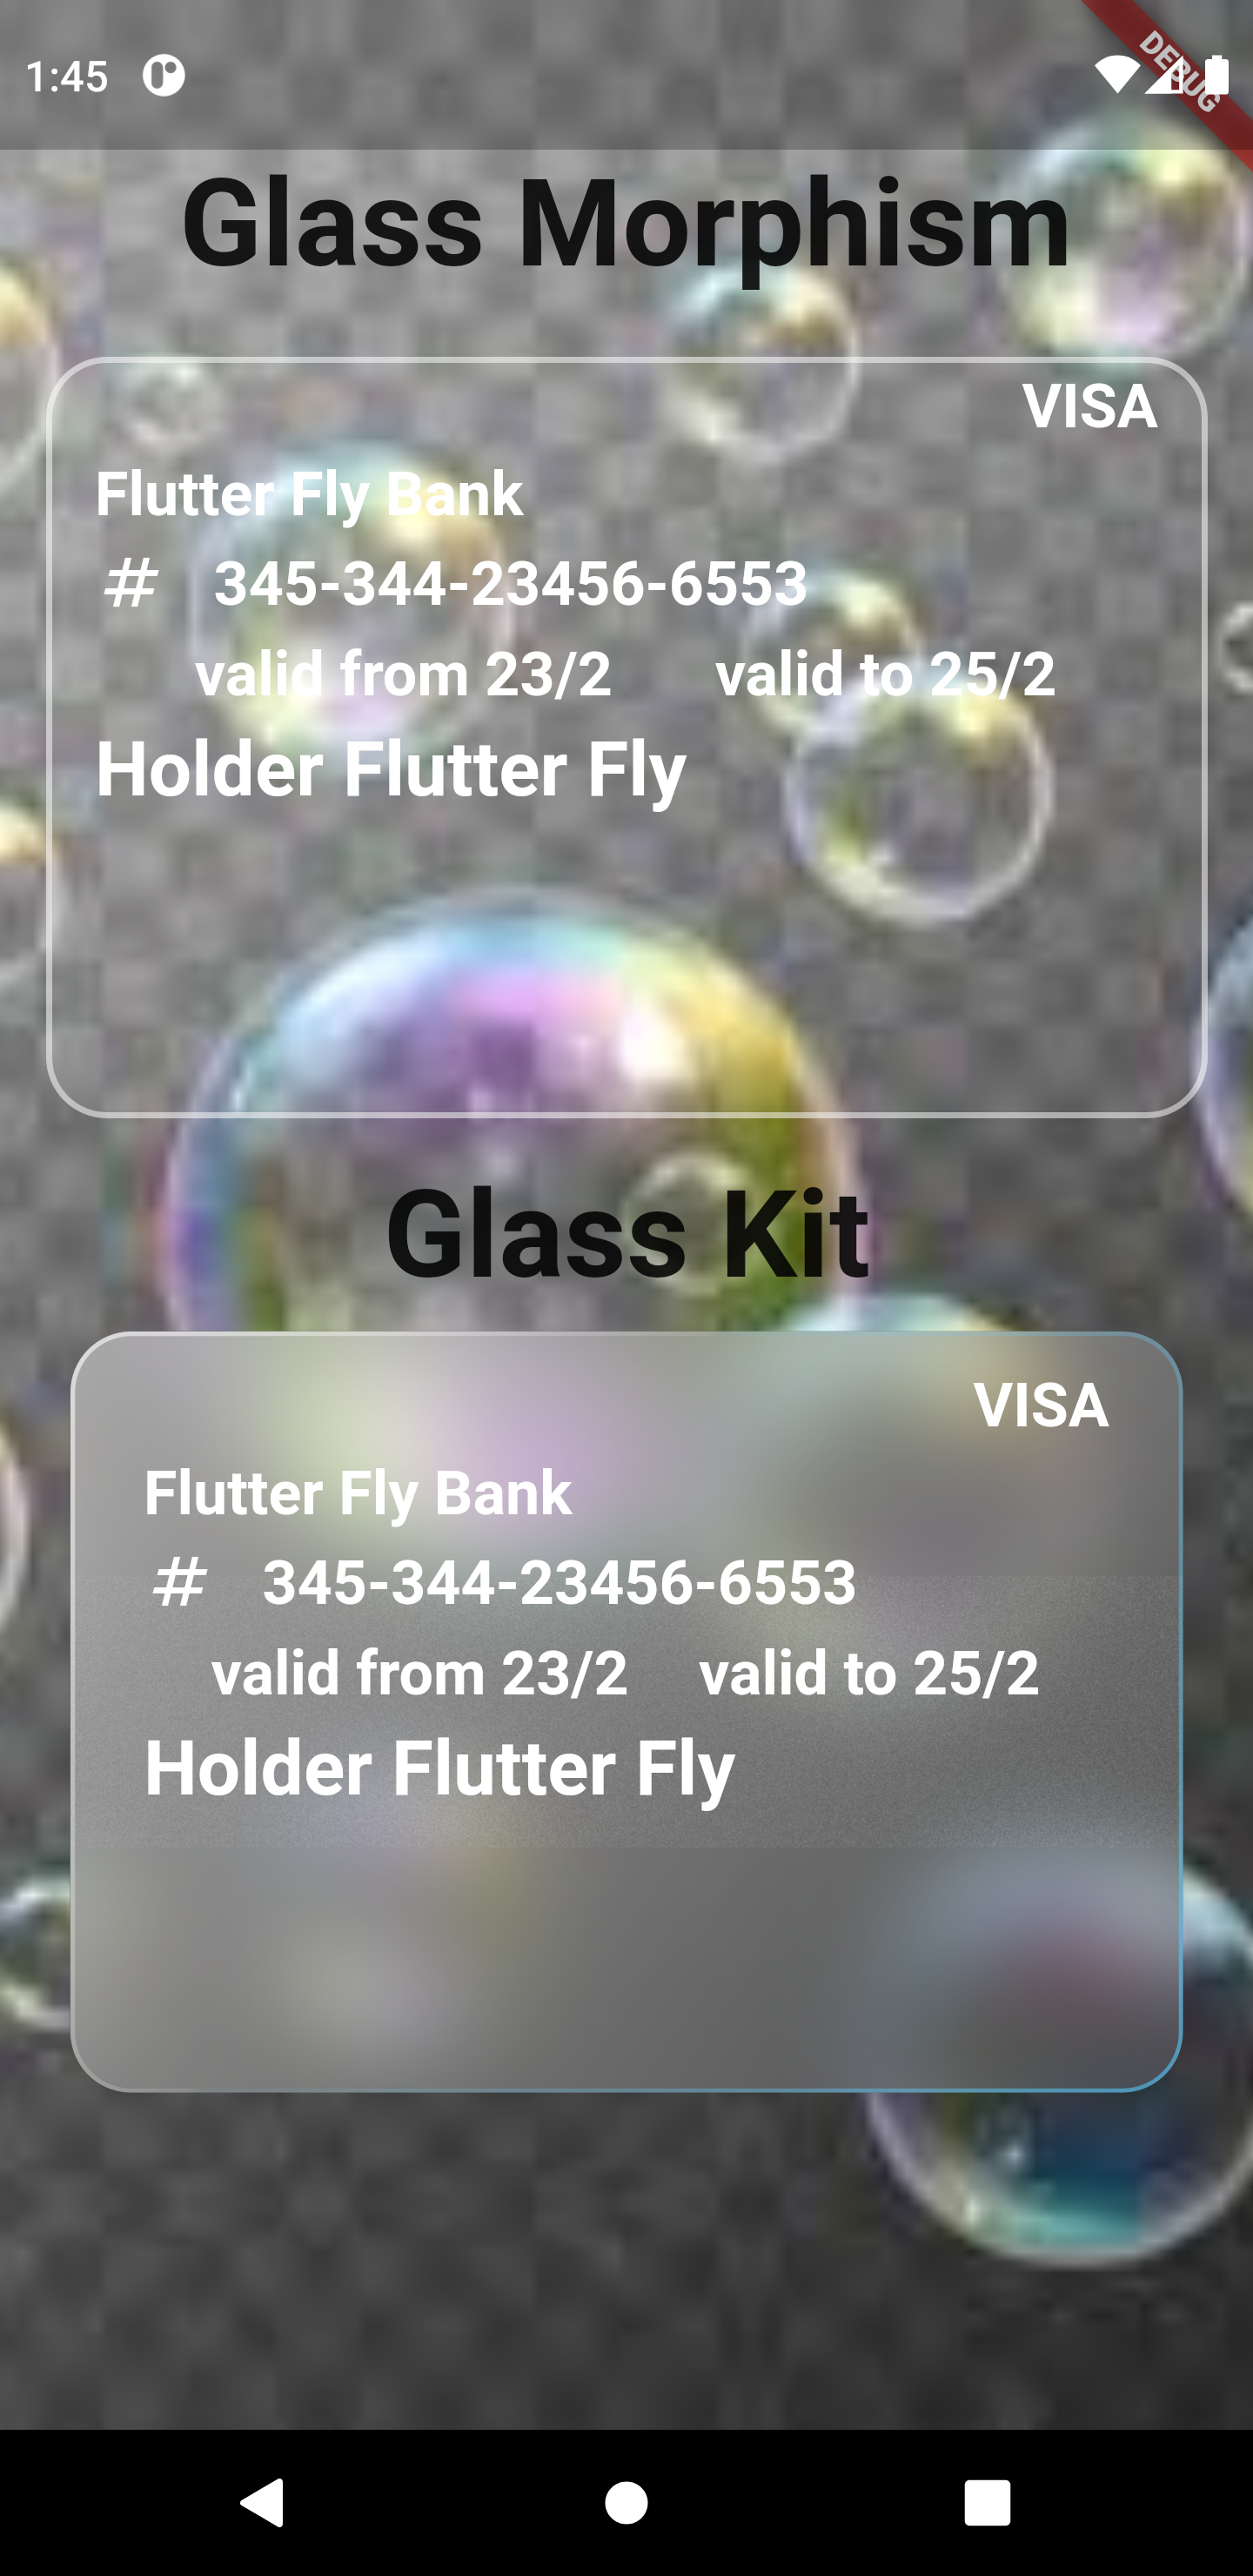 1:45
DEBUG
Glass Morphism
VISA
Flutter Fly Bank
# 345-344-23456-6553
valid from 23/2 valid to 25/2
Holder Flutter Fly
Glass Kit
VISA
Flutter Fly Bank
# 345-344-23456-6553
valid from 23/2 valid to 25/2
Holder Flutter Fly